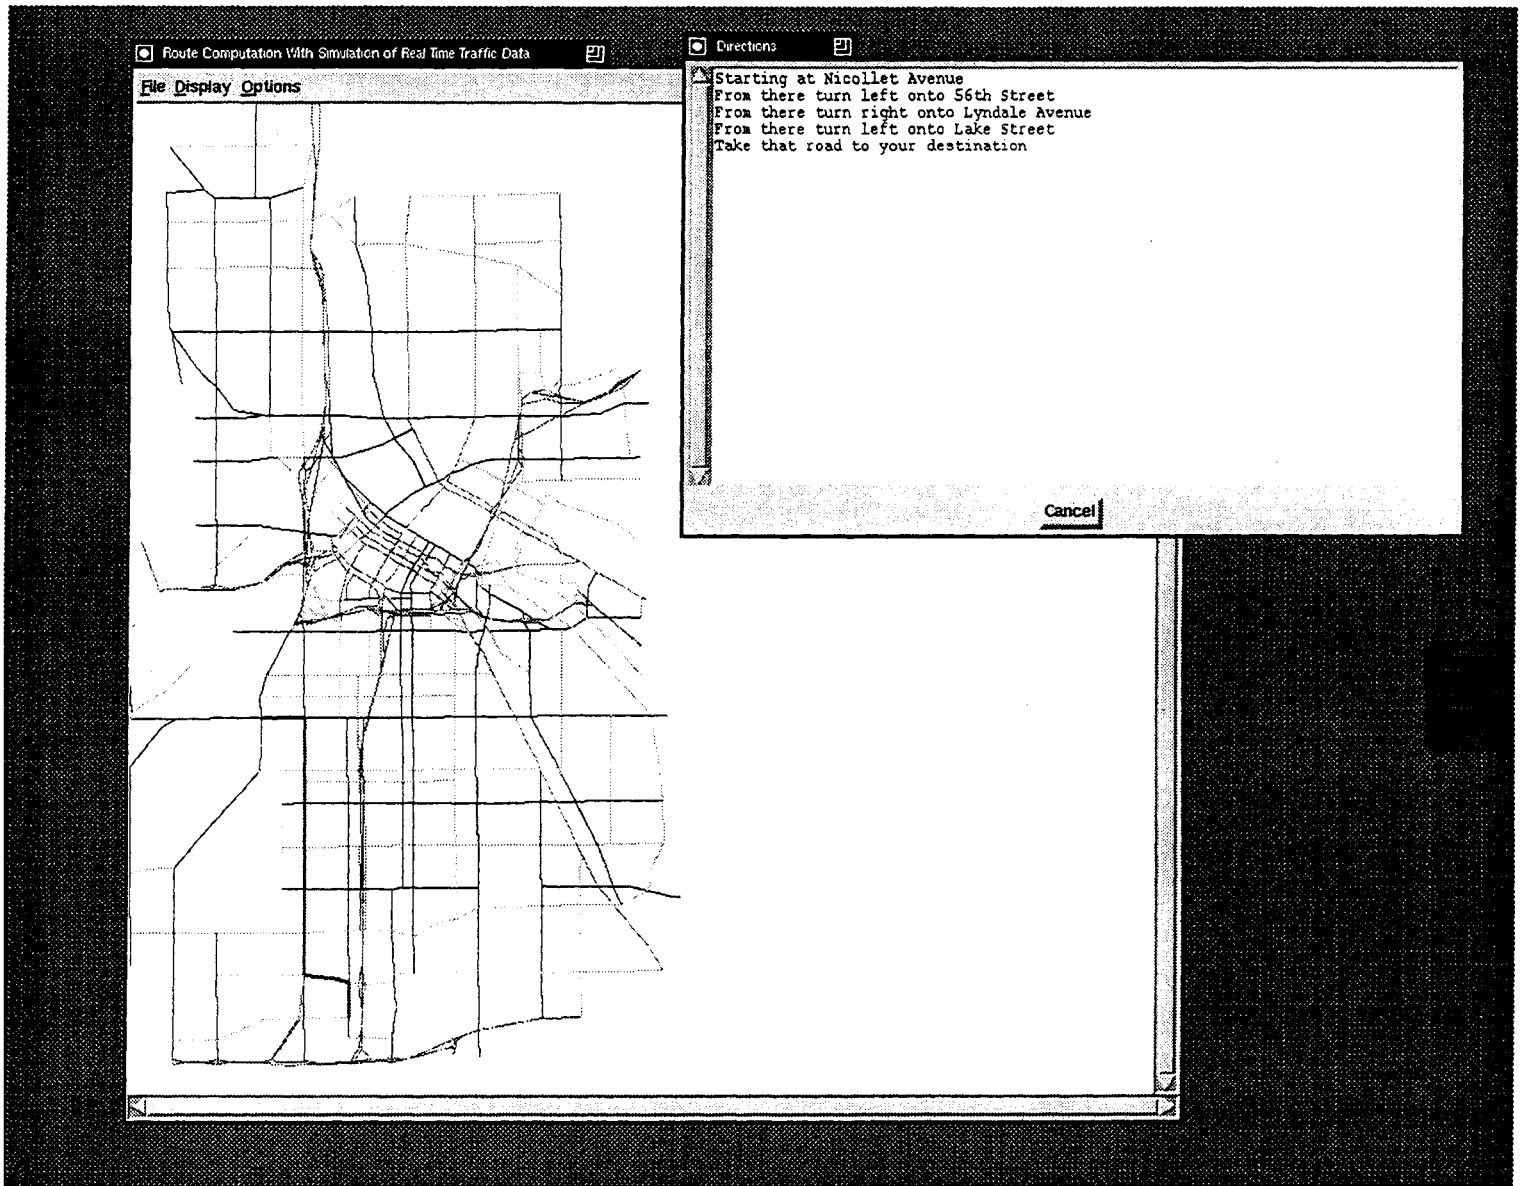 Route Computation With Simulation of Real Time Traffic Data
File Display Options
Directions
Starting at Nicollet Avenue
From there turn left onto 56th Street
From there turn right onto Lyndale Avenue
From there turn left onto Lake Street
Take that road to your destination
Cancel